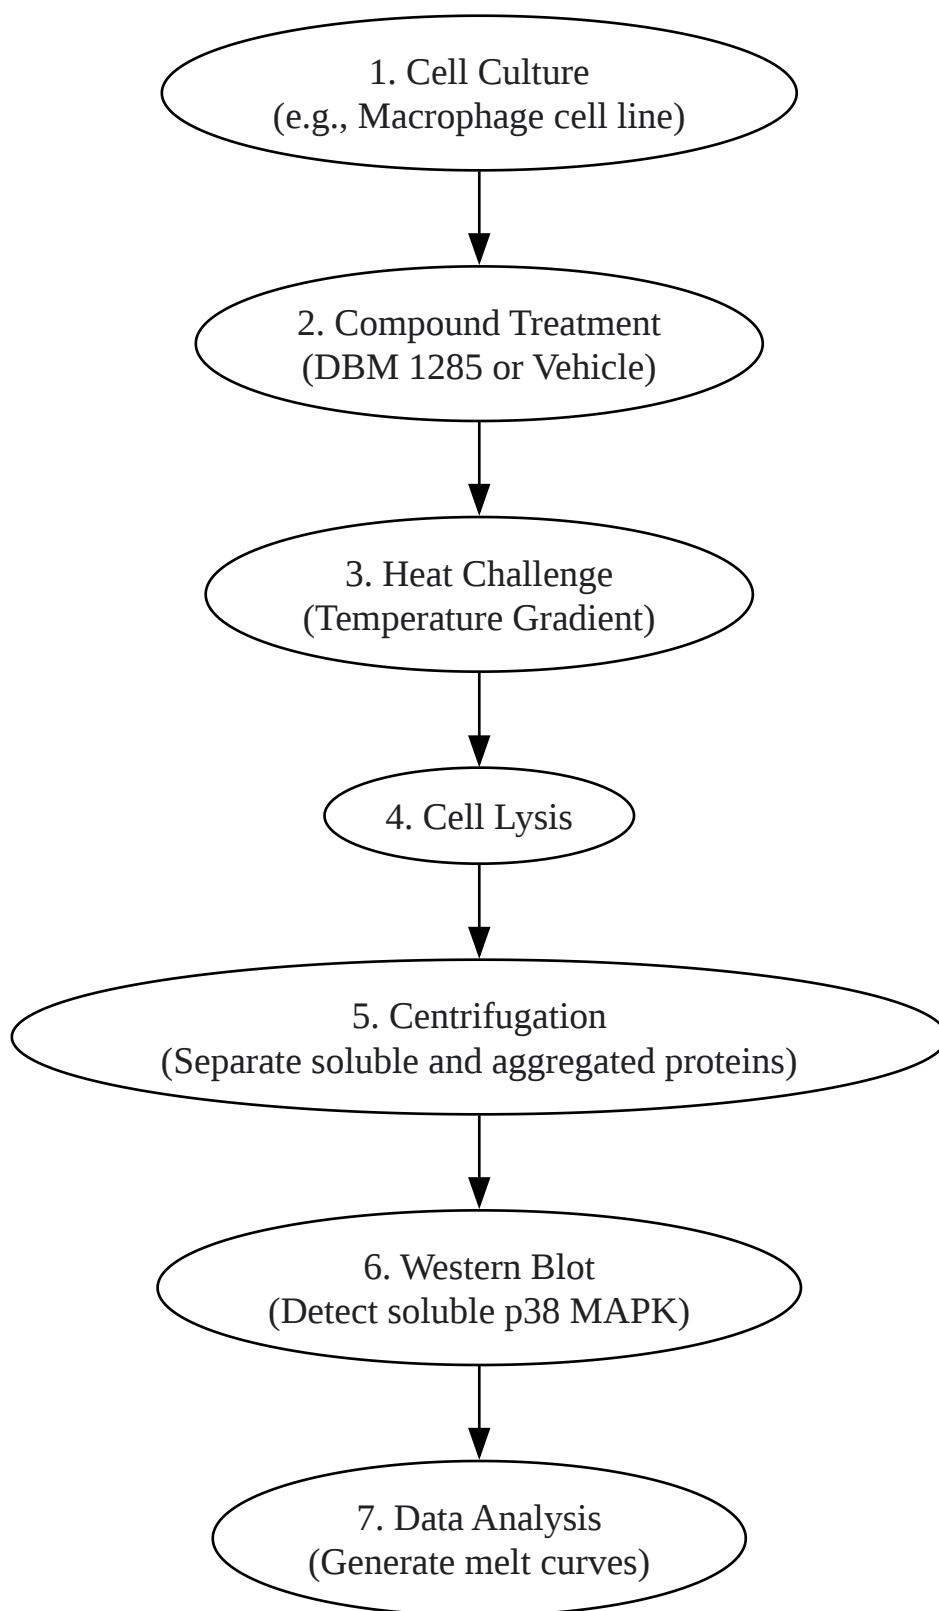 1. Cell Culture
(e.g., Macrophage cell line)
2. Compound Treatment
(DBM 1285 or Vehicle)
3. Heat Challenge
(Temperature Gradient)
4. Cell Lysis
5. Centrifugation
(Separate soluble and aggregated proteins)
6. Western Blot
(Detect soluble p38 MAPK)
7. Data Analysis
(Generate melt curves)